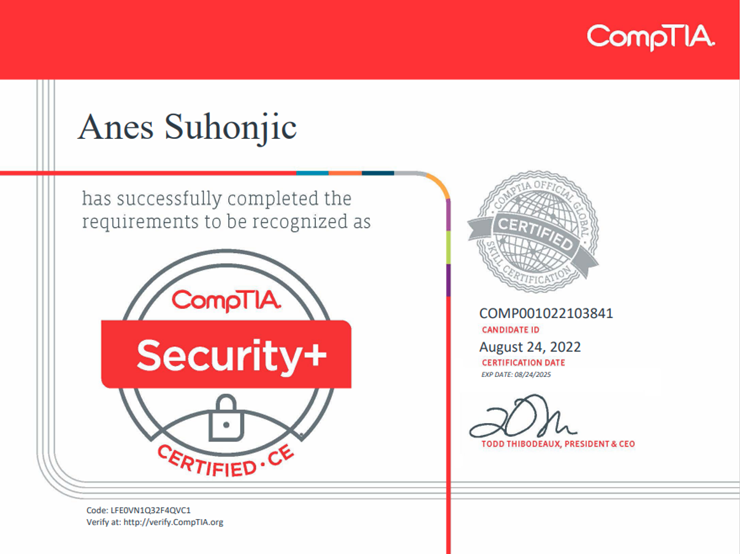 CompTIA.
Anes Suhonjic
has successfully completed the
requirements to be recognized as
CompTIA.
Security+
CERTIFIED · CE
COMPTIA OFFICIAL GLOBAL
CERTIFIED
SKILL CERTIFICATION
COMP001022103841
CANDIDATE ID
August 24, 2022
CERTIFICATION DATE
EXP DATE: 08/24/2025
TODD THIBODEAUX, PRESIDENT & CEO
Code: LFE0VN1Q32F4QVC1
Verify at: http://verify.CompTIA.org